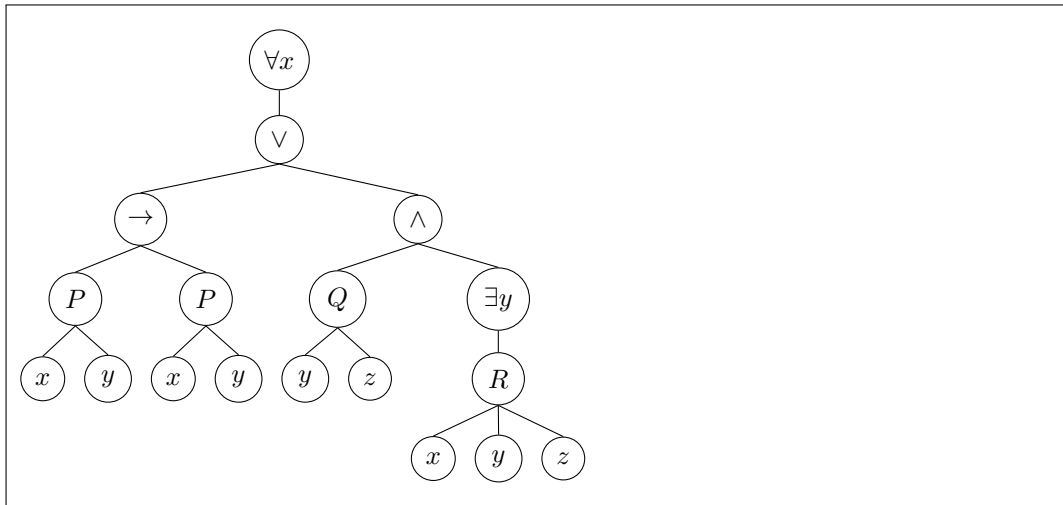 ∀x
∨
→ ∧
P P Q ∃y
x y x y y z R
x y z